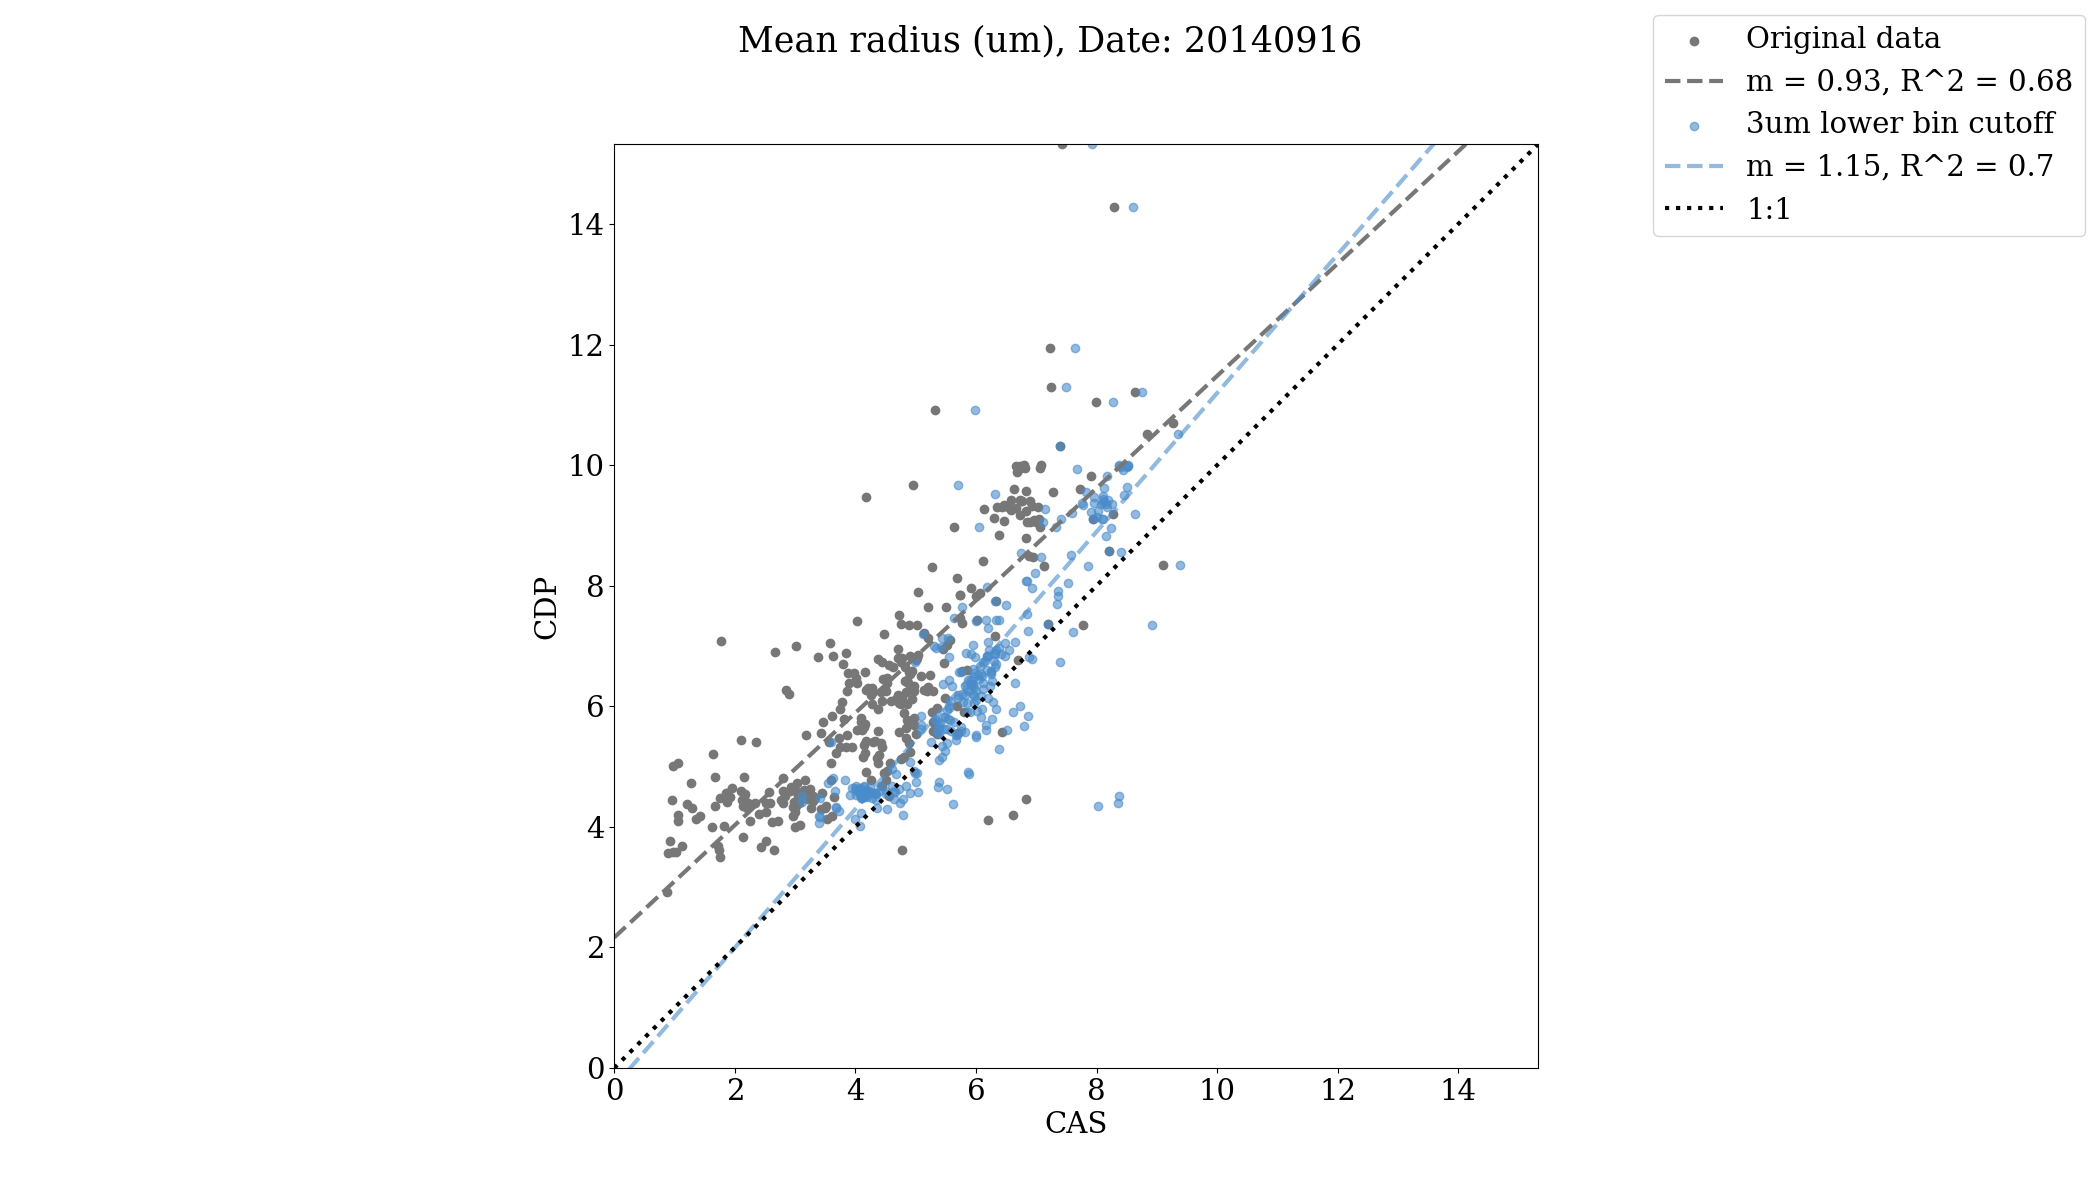 Mean radius (um), Date: 20140916
Original data
m = 0.93, R^2 = 0.68
3um lower bin cutoff
m = 1.15, R^2 = 0.7
1:1
14
12
10
8
6
4
2
0
CDP
0 2 4 6 8 10 12 14
CAS